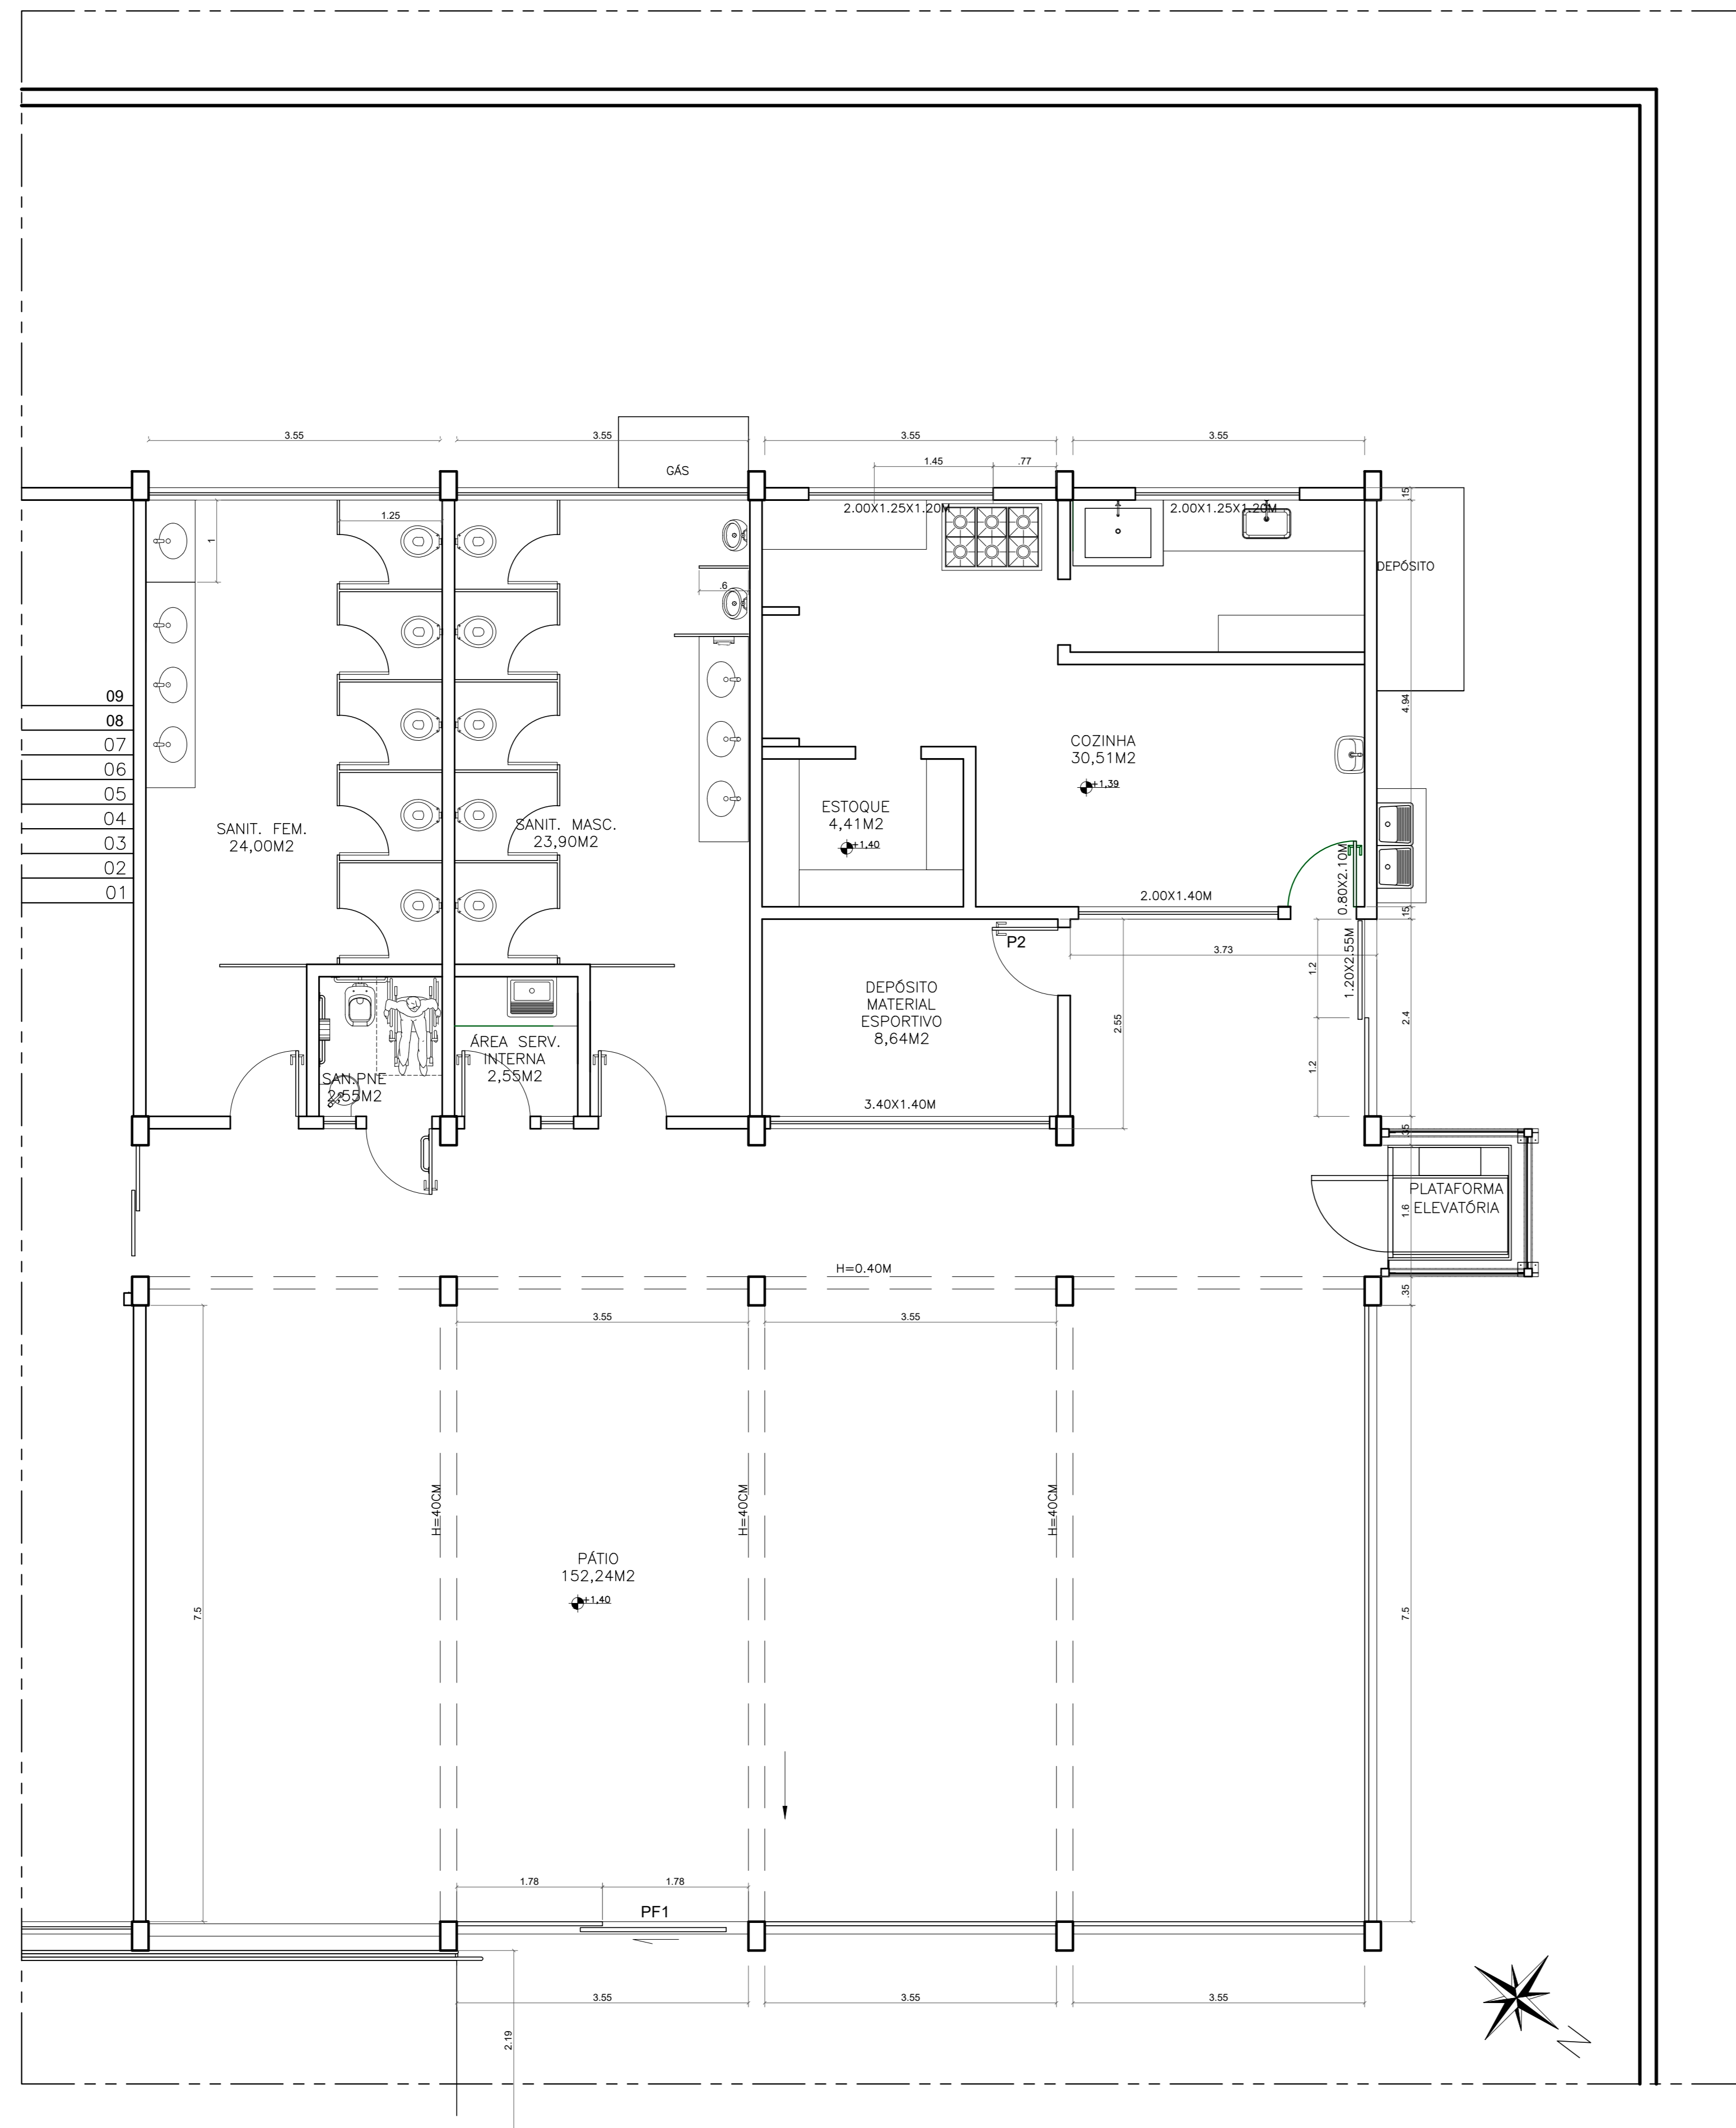 3.55
3.55
3.55
3.55
GÁS
1.45
.77
15
2.00X1.25X1.20M
2.00X1.25X1.20M
1.25
1
DEPÓSITO
.6
09
08
07
06
05
04
03
02
01
4.94
COZINHA
30,51M2
+1,39
ESTOQUE
4,41M2
+1,40
SANIT. FEM.
24,00M2
SANIT. MASC.
23,90M2
0.80X2.10M
2.00X1.40M
15
P2
3.73
1.20X2.55M
1.2
DEPÓSITO
MATERIAL
ESPORTIVO
8,64M2
2.55
2.4
ÁREA SERV.
INTERNA
2,55M2
SAN.PNE
2,55M2
1.2
3.40X1.40M
.35
PLATAFORMA
ELEVATÓRIA
1.6
H=0.40M
.35
3.55
3.55
H=40CM
H=40CM
H=40CM
PÁTIO
152,24M2
+1,40
7.5
7.5
1.78
1.78
PF1
3.55
3.55
3.55
2.19
N